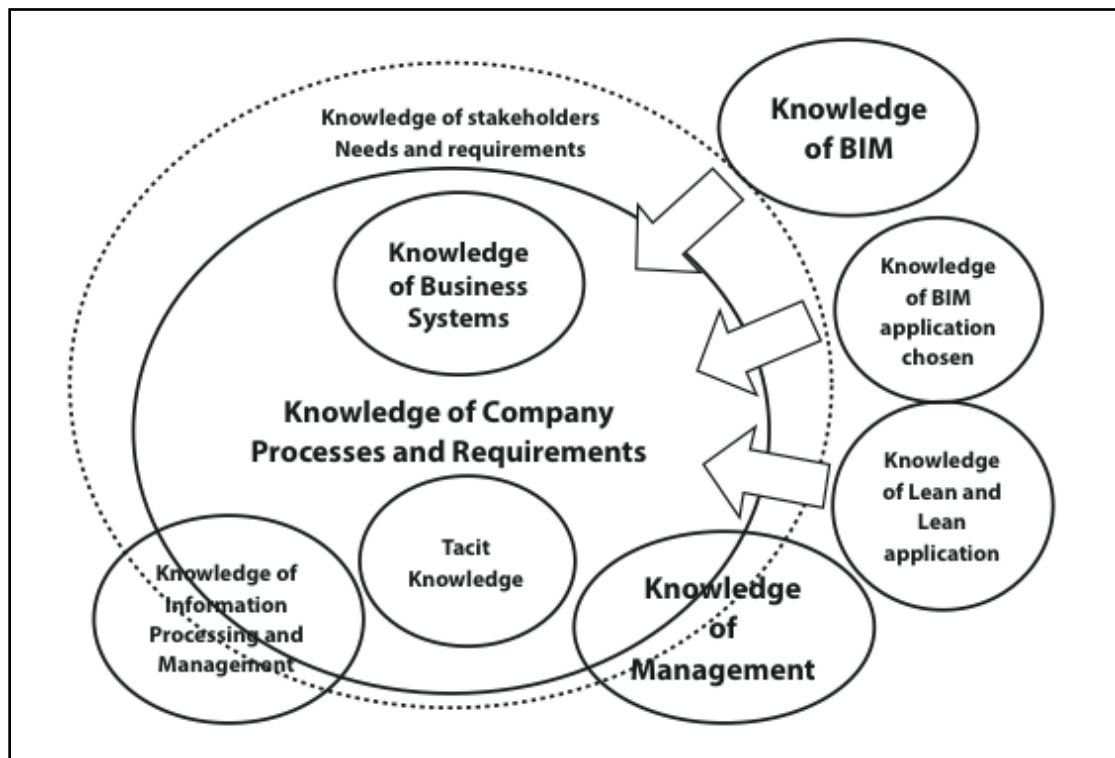 Knowledge of stakeholders
Needs and requirements
Knowledge
of BIM
Knowledge
of Business
Systems
Knowledge
of BIM
application
chosen
Knowledge of Company
Processes and Requirements
Knowledge
of Lean and
Lean
application
Tacit
Knowledge
Knowledge of
Information
Processing and
Management
Knowledge
of
Management